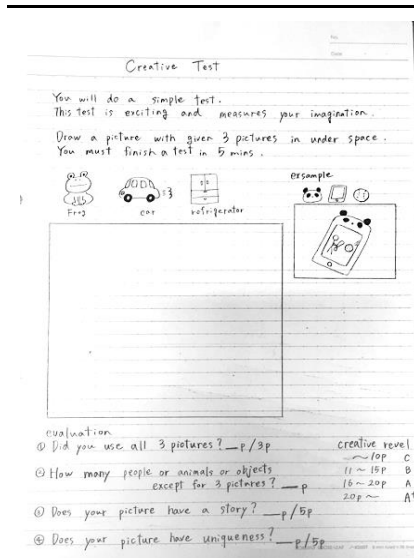 No.
Date
Creative Test
You will do a simple test.
This test is exciting and measures your imagination.
Draw a picture with given 3 pictures in under space.
You must finish a test in 5 mins.
ersample
Frog
car
refrigerator
evaluation
① Did you use all 3 pictures? _p/3p
② How many people or animals or objects
except for 3 pictures? _p
③ Does your picture have a story? _p/5p
④ Does your picture have uniqueness? _p/5p
creative revel
~10p C
11~15p B
16~20p A
20p~ A+